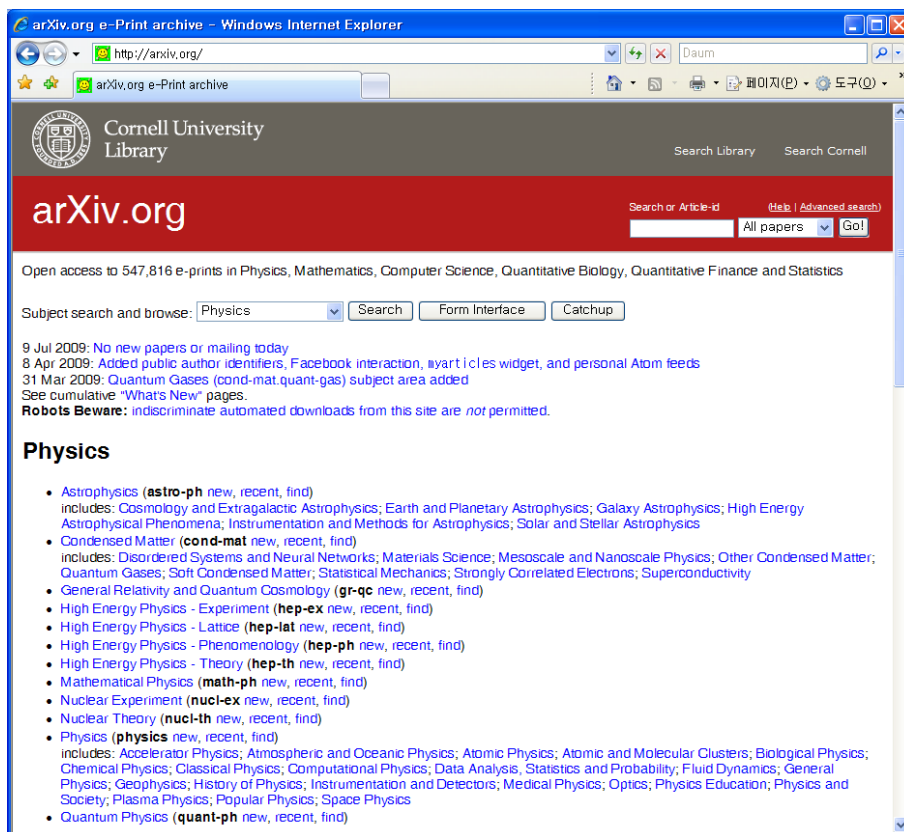 arXiv.org e-Print archive - Windows Internet Explorer
http://arxiv.org/
Daum
arXiv.org e-Print archive
페이지(P)
도구(O)
Cornell University
Library
Search Library Search Cornell
arXiv.org
Search or Article-id (Help | Advanced search)
All papers Go!
Open access to 547,816 e-prints in Physics, Mathematics, Computer Science, Quantitative Biology, Quantitative Finance and Statistics
Subject search and browse: Physics Search Form Interface Catchup
9 Jul 2009: No new papers or mailing today
8 Apr 2009: Added public author identifiers, Facebook interaction, myarticles widget, and personal Atom feeds
31 Mar 2009: Quantum Gases (cond-mat.quant-gas) subject area added
See cumulative "What's New" pages.
Robots Beware: indiscriminate automated downloads from this site are not permitted.
Physics
• Astrophysics (astro-ph new, recent, find)
includes: Cosmology and Extragalactic Astrophysics; Earth and Planetary Astrophysics; Galaxy Astrophysics; High Energy
Astrophysical Phenomena; Instrumentation and Methods for Astrophysics; Solar and Stellar Astrophysics
• Condensed Matter (cond-mat new, recent, find)
includes: Disordered Systems and Neural Networks; Materials Science; Mesoscale and Nanoscale Physics; Other Condensed Matter;
Quantum Gases; Soft Condensed Matter; Statistical Mechanics; Strongly Correlated Electrons; Superconductivity
• General Relativity and Quantum Cosmology (gr-qc new, recent, find)
• High Energy Physics - Experiment (hep-ex new, recent, find)
• High Energy Physics - Lattice (hep-lat new, recent, find)
• High Energy Physics - Phenomenology (hep-ph new, recent, find)
• High Energy Physics - Theory (hep-th new, recent, find)
• Mathematical Physics (math-ph new, recent, find)
• Nuclear Experiment (nucl-ex new, recent, find)
• Nuclear Theory (nucl-th new, recent, find)
• Physics (physics new, recent, find)
includes: Accelerator Physics; Atmospheric and Oceanic Physics; Atomic Physics; Atomic and Molecular Clusters; Biological Physics;
Chemical Physics; Classical Physics; Computational Physics; Data Analysis, Statistics and Probability; Fluid Dynamics; General
Physics; Geophysics; History of Physics; Instrumentation and Detectors; Medical Physics; Optics; Physics Education; Physics and
Society; Plasma Physics; Popular Physics; Space Physics
• Quantum Physics (quant-ph new, recent, find)